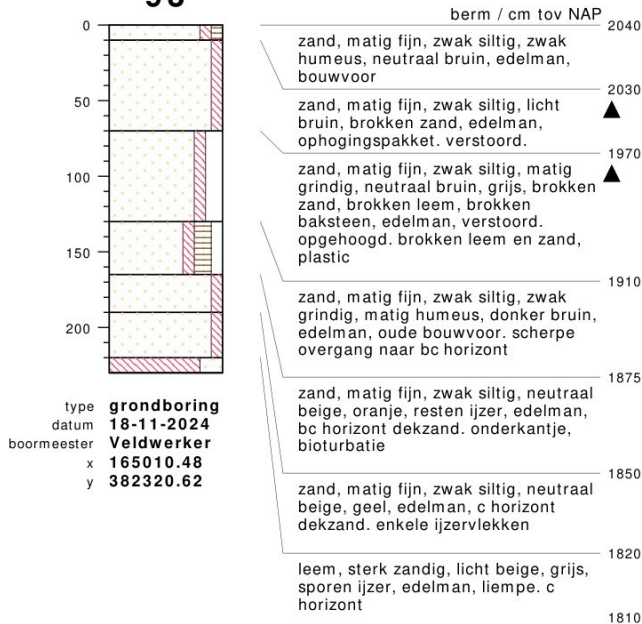 berm / cm tov NAP
0
50
100
150
200
2040
zand, matig fijn, zwak siltig, zwak
humeus, neutraal bruin, edelman,
bouwvoor
2030
zand, matig fijn, zwak siltig, licht
bruin, brokken zand, edelman,
ophogingspakket. verstoord.
1970
zand, matig fijn, zwak siltig, matig
grindig, neutraal bruin, grijs, brokken
zand, brokken leem, brokken
baksteen, edelman, verstoord.
opgehoogd. brokken leem en zand,
plastic
1910
zand, matig fijn, zwak siltig, zwak
grindig, matig humeus, donker bruin,
edelman, oude bouwvoor. scherpe
overgang naar bc horizont
1875
zand, matig fijn, zwak siltig, neutraal
beige, oranje, resten ijzer, edelman,
bc horizont dekzand. onderkantje,
bioturbatie
1850
zand, matig fijn, zwak siltig, neutraal
beige, geel, edelman, c horizont
dekzand. enkele ijzervlekken
1820
leem, sterk zandig, licht beige, grijs,
sporen ijzer, edelman, liempe. c
horizont
1810
type grondboring
datum 18-11-2024
boormeester Veldwerker
x 165010.48
y 382320.62